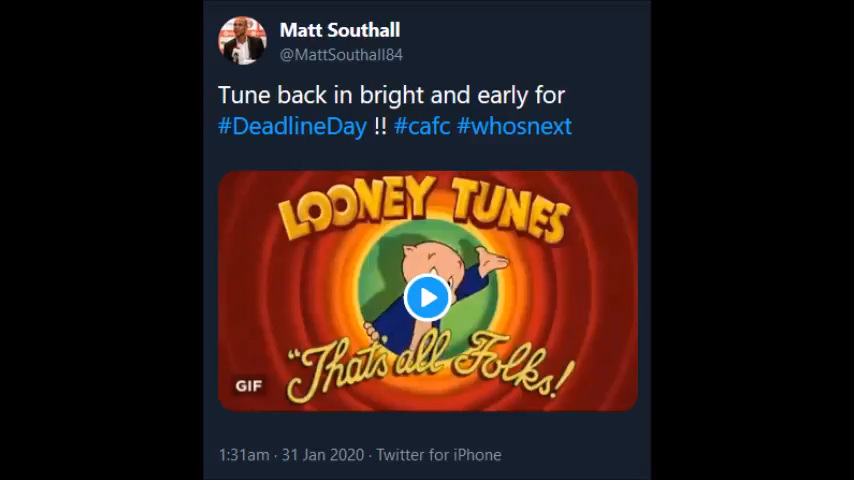 Matt Southall
@MattSouthall84
Tune back in bright and early for
#DeadlineDay !! #cafc #whosnext
LOONEY TUNES
"That's all Folks!
GIF
1:31am · 31 Jan 2020 · Twitter for iPhone